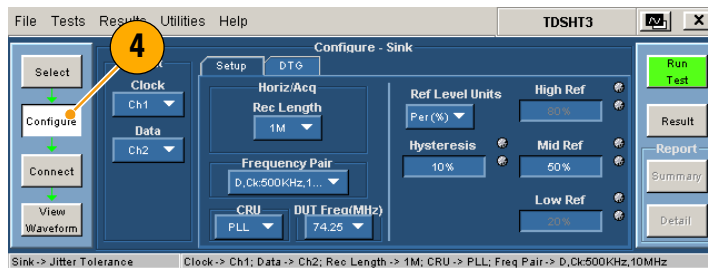 File Tests Results Utilities Help TDSHT3 X
4
Configure - Sink
Select
Configure
Connect
View
Waveform
Clock
Ch1
Data
Ch2
Setup DTG
Horiz/Acq
Rec Length
1M
Frequency Pair
D,Ck:500KHz,1...
CRU DUT Freq(MHz)
PLL 74.25
Ref Level Units
Per(%)
Hysteresis
10%
High Ref
80%
Mid Ref
50%
Low Ref
20%
Run
Test
Result
Report
Summary
Detail
Sink -> Jitter Tolerance Clock -> Ch1; Data -> Ch2; Rec Length -> 1M; CRU -> PLL; Freq Pair -> D,Ck:500KHz,10MHz